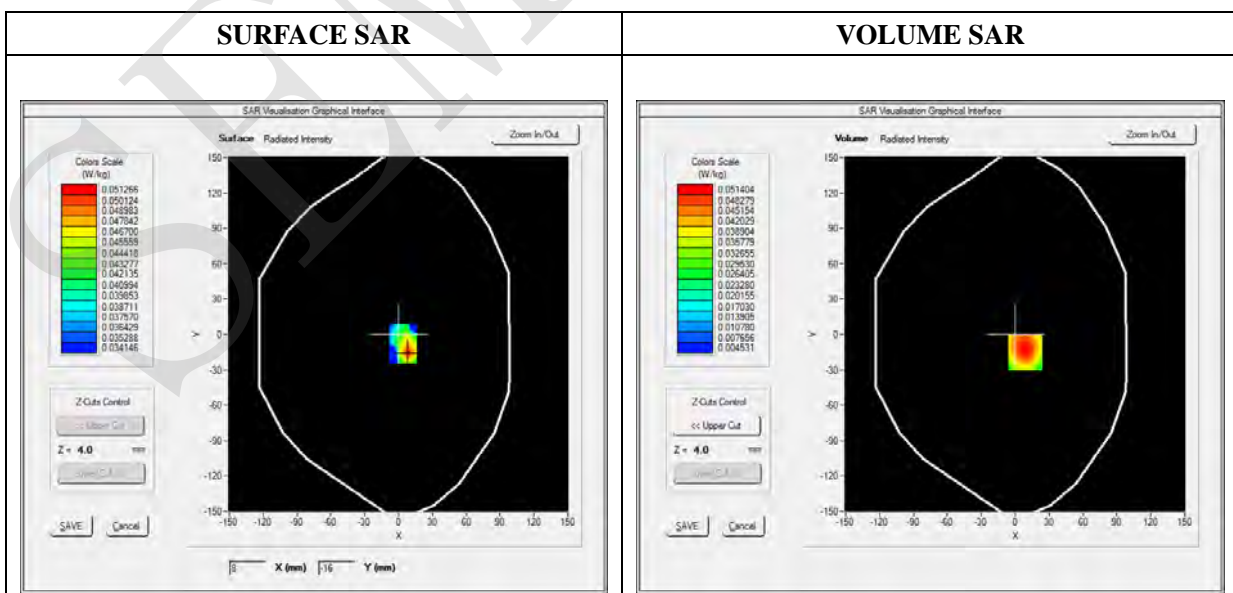 SURFACE SAR
VOLUME SAR
SAR Visualisation Graphical Interface
Surface Radiated Intensity
Zoom In/Out
Colors Scale
(W/kg)
0.051266
0.050124
0.048983
0.047842
0.046700
0.045559
0.044418
0.043277
0.042135
0.040994
0.039853
0.038711
0.037570
0.036429
0.035288
0.034146
Z-Cuts Control
<< Upper Cut
Z = 4.0 mm
SAVE
Cancel
150
120
90
60
30
0
-30
-60
-90
-120
-150
Y
-150 -120 -90 -60 -30 0 30 60 90 120 150
X
8 X (mm) -16 Y (mm)
SAR Visualisation Graphical Interface
Volume Radiated Intensity
Zoom In/Out
Colors Scale
(W/kg)
0.051404
0.048279
0.045154
0.042029
0.038904
0.035779
0.032655
0.029530
0.026405
0.023280
0.020155
0.017030
0.013905
0.010780
0.007656
0.004531
Z-Cuts Control
<< Upper Cut
Z = 4.0 mm
SAVE
Cancel
150
120
90
60
30
0
-30
-60
-90
-120
-150
Y
-150 -120 -90 -60 -30 0 30 60 90 120 150
X